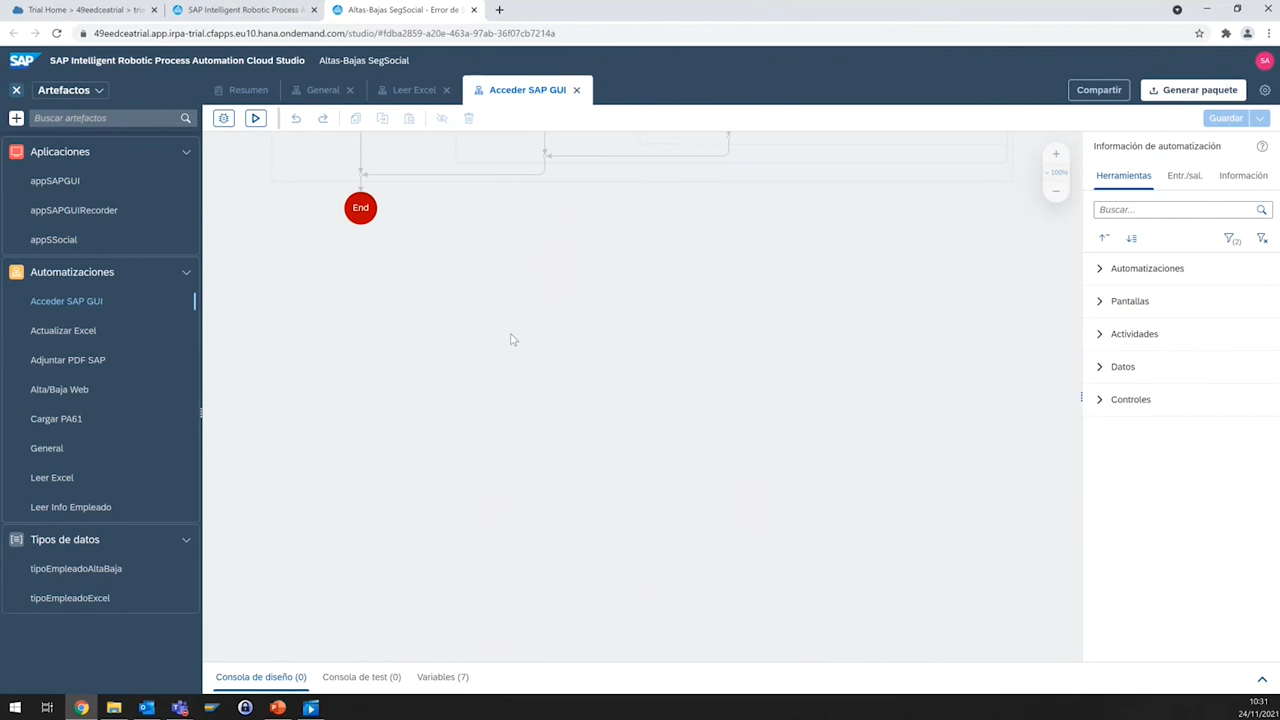 Trial Home > 49eedceatrial > tria
SAP Intelligent Robotic Process A
Altas-Bajas SegSocial - Error de S
49eedceatrial.app.irpa-trial.cfapps.eu10.hana.ondemand.com/studio/#fdba2859-a20e-463a-97ab-36f07cb7214a
SAP
SAP Intelligent Robotic Process Automation Cloud Studio
Altas-Bajas SegSocial
SA
Artefactos
Resumen
General
Leer Excel
Acceder SAP GUI
Compartir
Generar paquete
Buscar artefactos
Guardar
Aplicaciones
appSAPGUI
appSAPGUIRecorder
appSSocial
Automatizaciones
Acceder SAP GUI
Actualizar Excel
Adjuntar PDF SAP
Alta/Baja Web
Cargar PA61
General
Leer Excel
Leer Info Empleado
Tipos de datos
tipoEmpleadoAltaBaja
tipoEmpleadoExcel
End
100%
Información de automatización
Herramientas
Entr./sal.
Información
Buscar...
(2)
Automatizaciones
Pantallas
Actividades
Datos
Controles
Consola de diseño (0)
Consola de test (0)
Variables (7)
10:31
24/11/2021